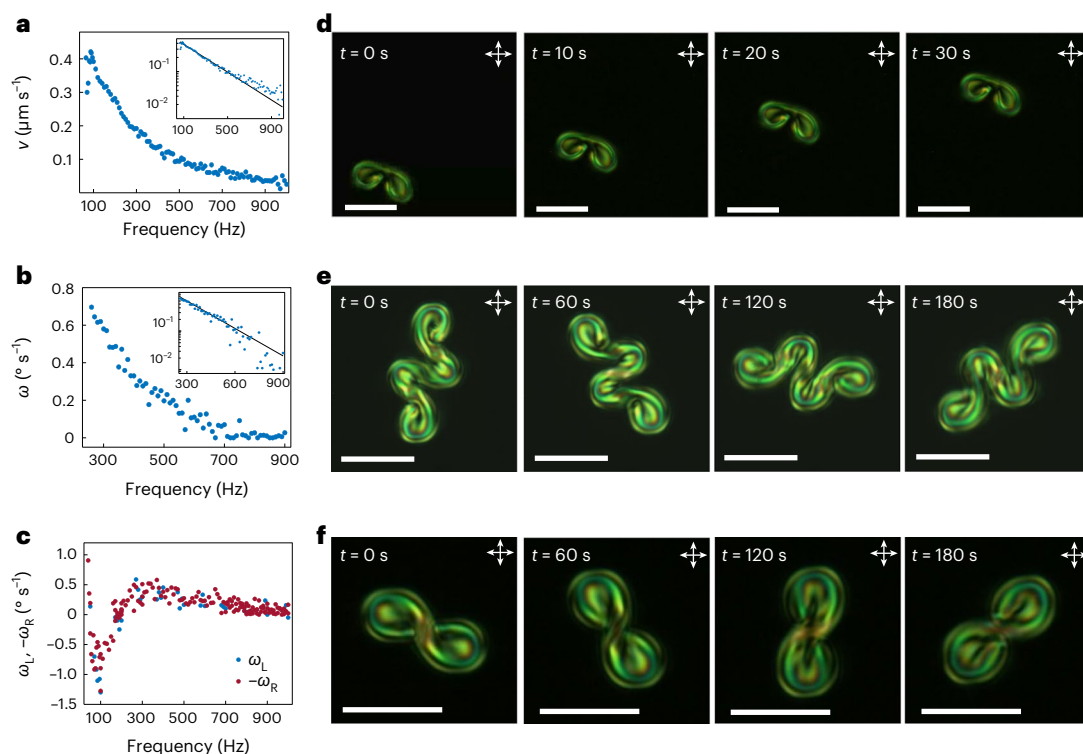 a
0.4
0.3
0.2
0.1
v (µm s⁻¹)
10⁻¹
10⁻²
100 500 900
100 300 500 700 900
Frequency (Hz)
b
0.8
0.6
0.4
0.2
0
ω (° s⁻¹)
10⁻¹
10⁻²
300 600 900
300 500 700 900
Frequency (Hz)
c
1.0
0.5
0
−0.5
−1.0
−1.5
ω_L, −ω_R (° s⁻¹)
ω_L
−ω_R
100 300 500 700 900
Frequency (Hz)
d
t = 0 s
t = 10 s
t = 20 s
t = 30 s
e
t = 0 s
t = 60 s
t = 120 s
t = 180 s
f
t = 0 s
t = 60 s
t = 120 s
t = 180 s